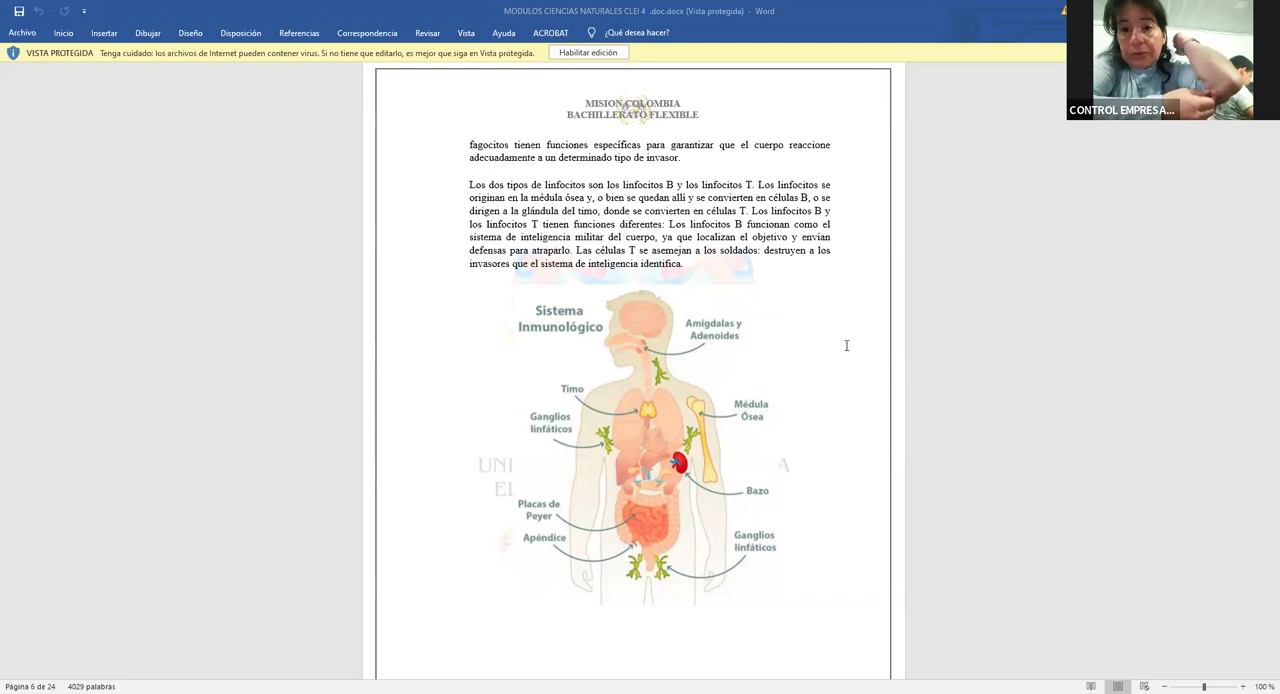 MODULOS CIENCIAS NATURALES CLEI 4 .doc.docx (Vista protegida) - Word
Archivo Inicio Insertar Dibujar Diseño Disposición Referencias Correspondencia Revisar Vista Ayuda ACROBAT ¿Qué desea hacer?
VISTA PROTEGIDA Tenga cuidado: los archivos de Internet pueden contener virus. Si no tiene que editarlo, es mejor que siga en Vista protegida. Habilitar edición
CONTROL EMPRESA...
MISION COLOMBIA
BACHILLERATO FLEXIBLE
fagocitos tienen funciones específicas para garantizar que el cuerpo reaccione
adecuadamente a un determinado tipo de invasor.
Los dos tipos de linfocitos son los linfocitos B y los linfocitos T. Los linfocitos se
originan en la médula ósea y, o bien se quedan allí y se convierten en células B, o se
dirigen a la glándula del timo, donde se convierten en células T. Los linfocitos B y
los linfocitos T tienen funciones diferentes: Los linfocitos B funcionan como el
sistema de inteligencia militar del cuerpo, ya que localizan el objetivo y envían
defensas para atraparlo. Las células T se asemejan a los soldados: destruyen a los
invasores que el sistema de inteligencia identifica.
Sistema
Inmunológico
Amígdalas y
Adenoides
Timo
Médula
Ósea
Ganglios
linfáticos
Bazo
Placas de
Peyer
Apéndice
Ganglios
linfáticos
Página 6 de 24 4029 palabras
100 %